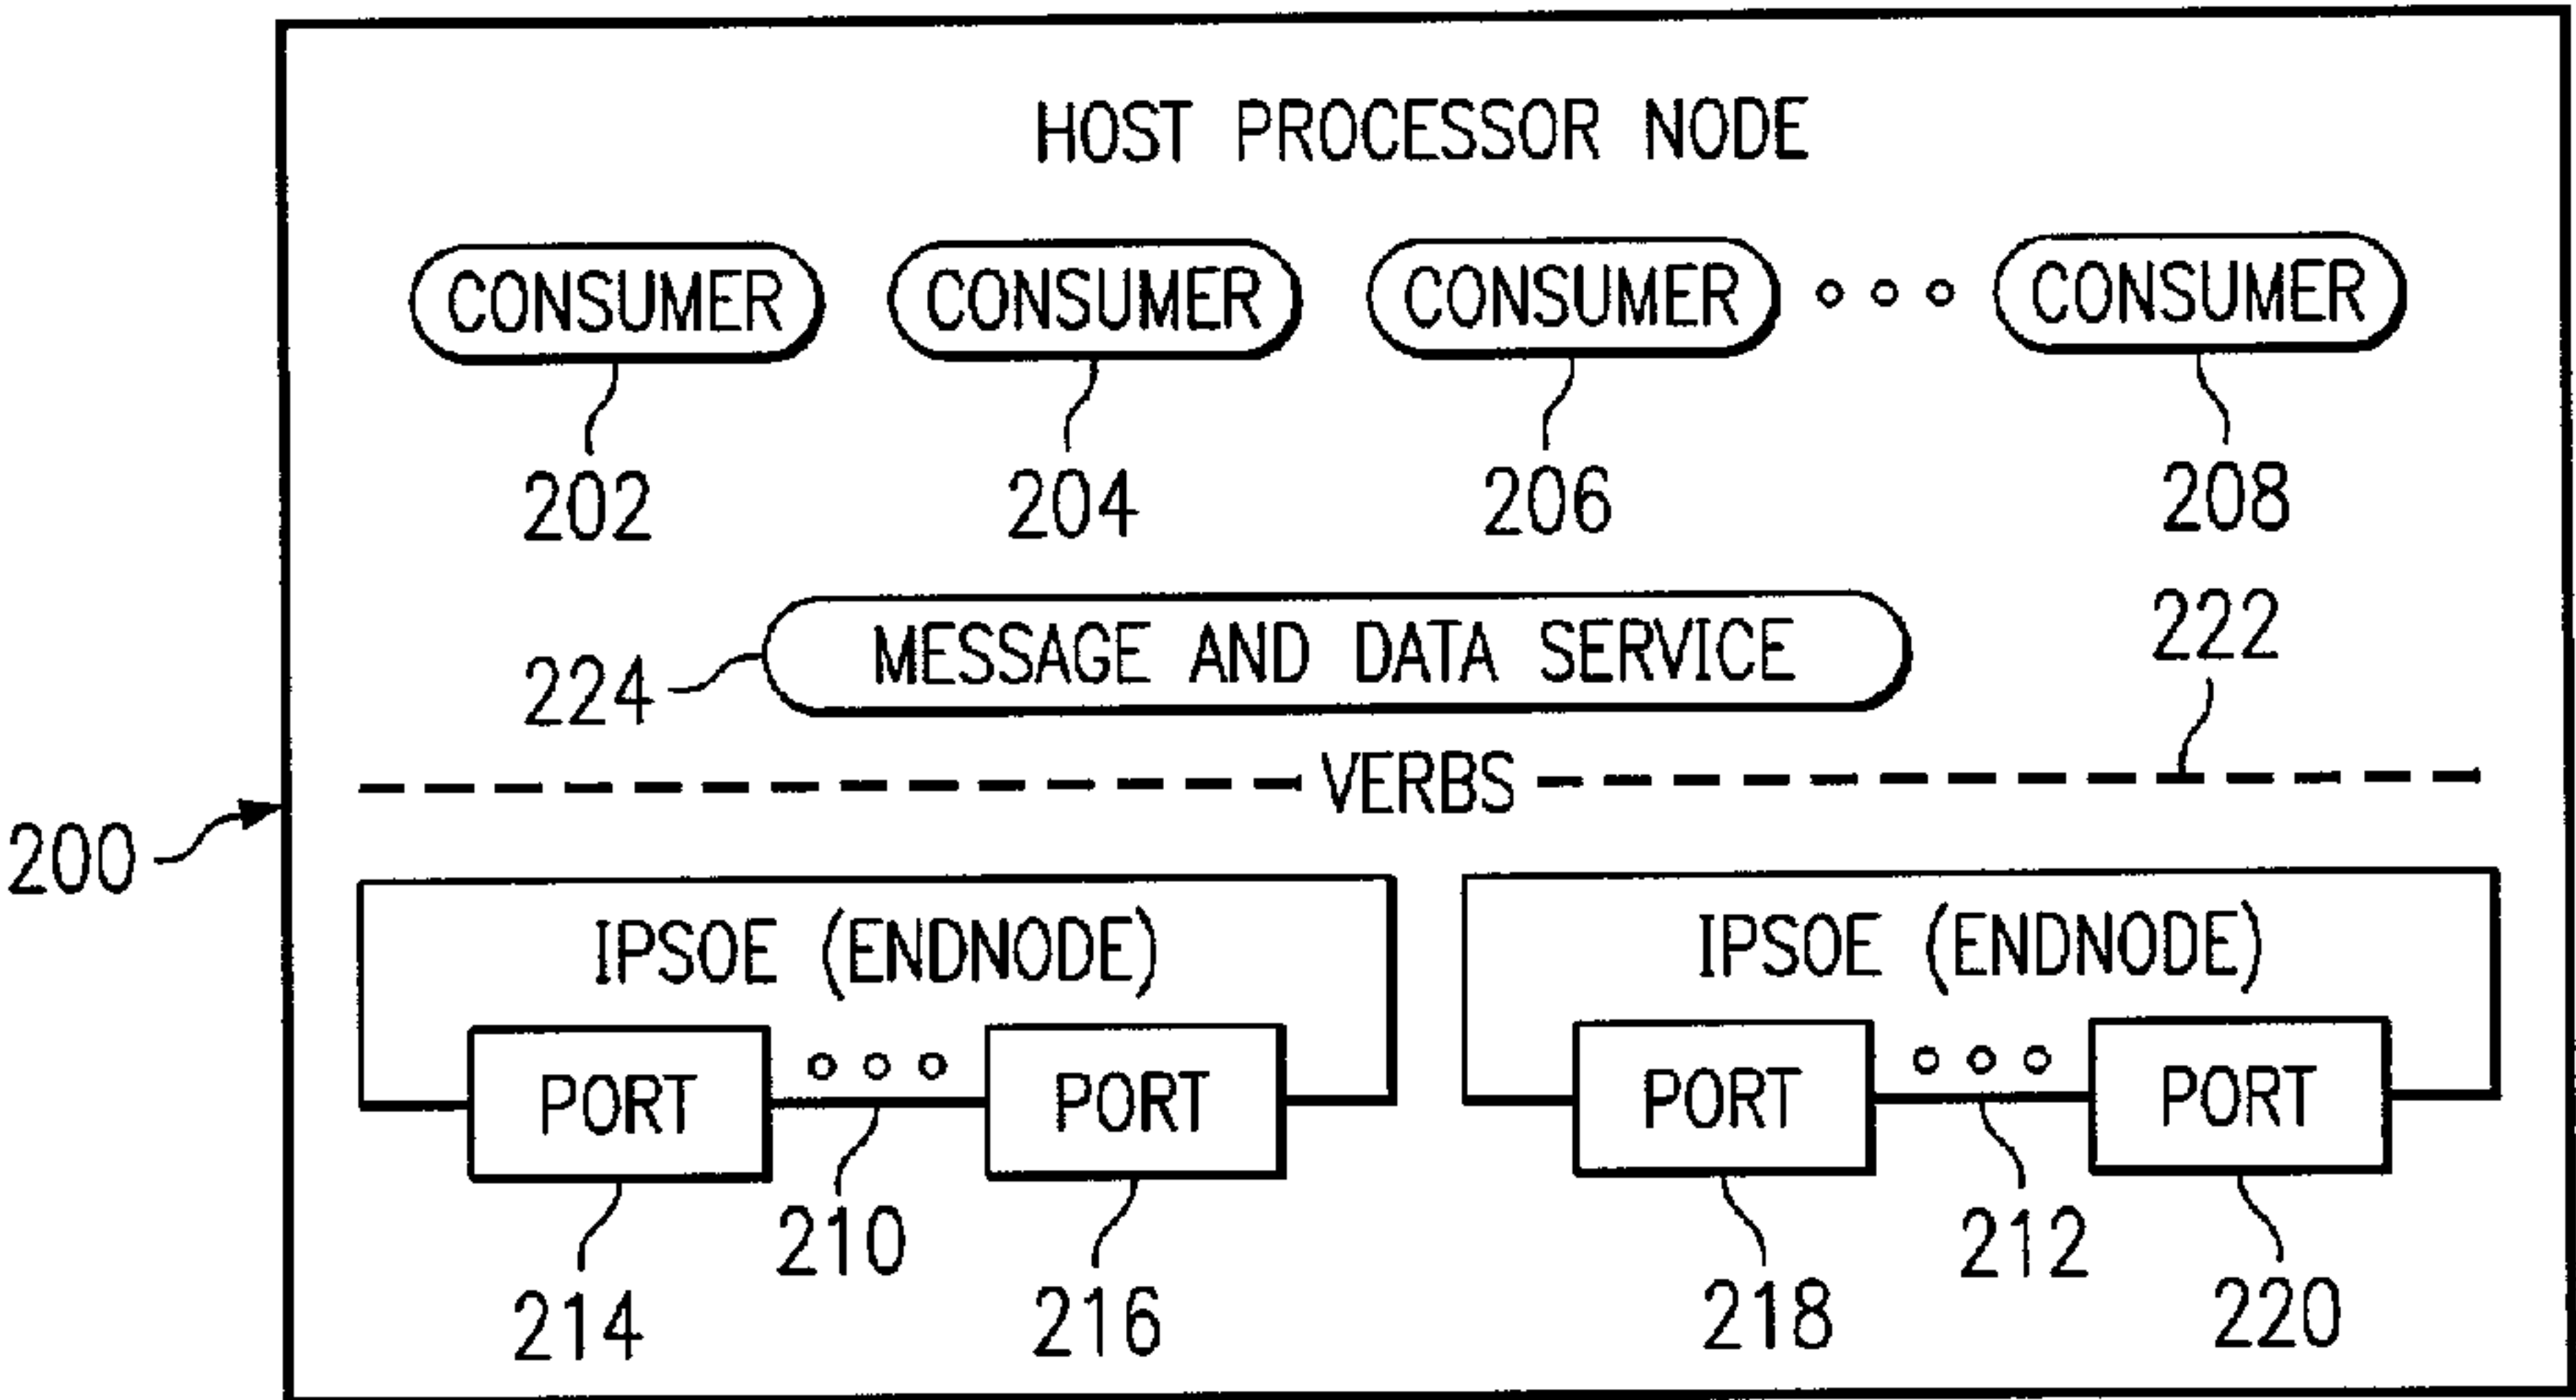 HOST PROCESSOR NODE
CONSUMER CONSUMER CONSUMER CONSUMER
202 204 206 208
222
MESSAGE AND DATA SERVICE
224
VERBS
200
IPSOE (ENDNODE) IPSOE (ENDNODE)
PORT PORT PORT PORT
210 212
214 216 218 220